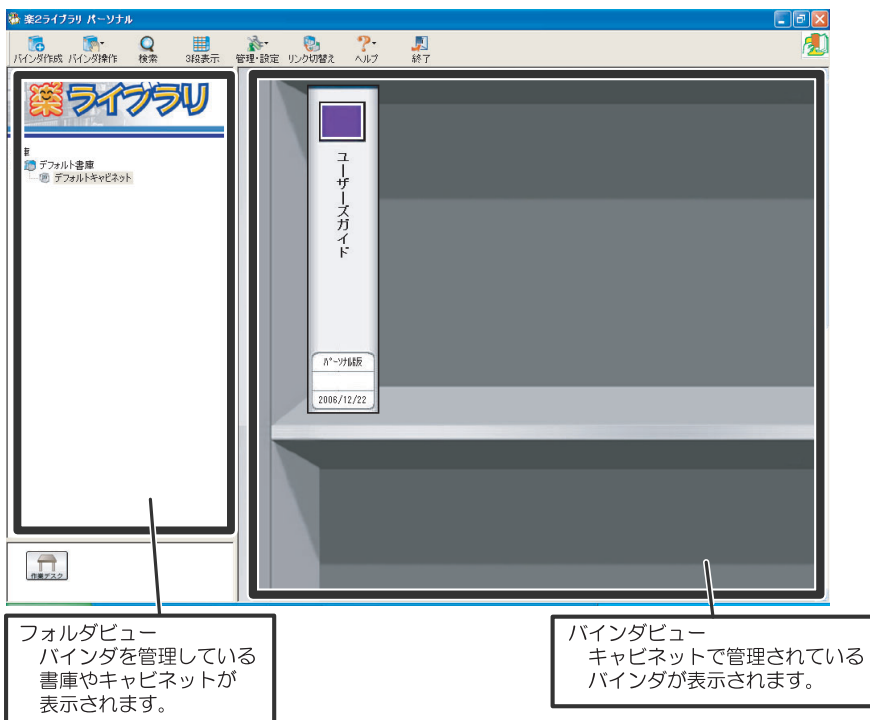 楽2ライブラリ パーソナル
バインダ作成 バインダ操作 検索 3段表示 管理・設定 リンク切替え ヘルプ 終了
楽ライブラリ
デフォルト書庫
デフォルトキャビネット
ユーザーズガイド
パーソナル版
2006/12/22
作業デスク
フォルダビュー
バインダを管理している
書庫やキャビネットが
表示されます。
バインダビュー
キャビネットで管理されている
バインダが表示されます。